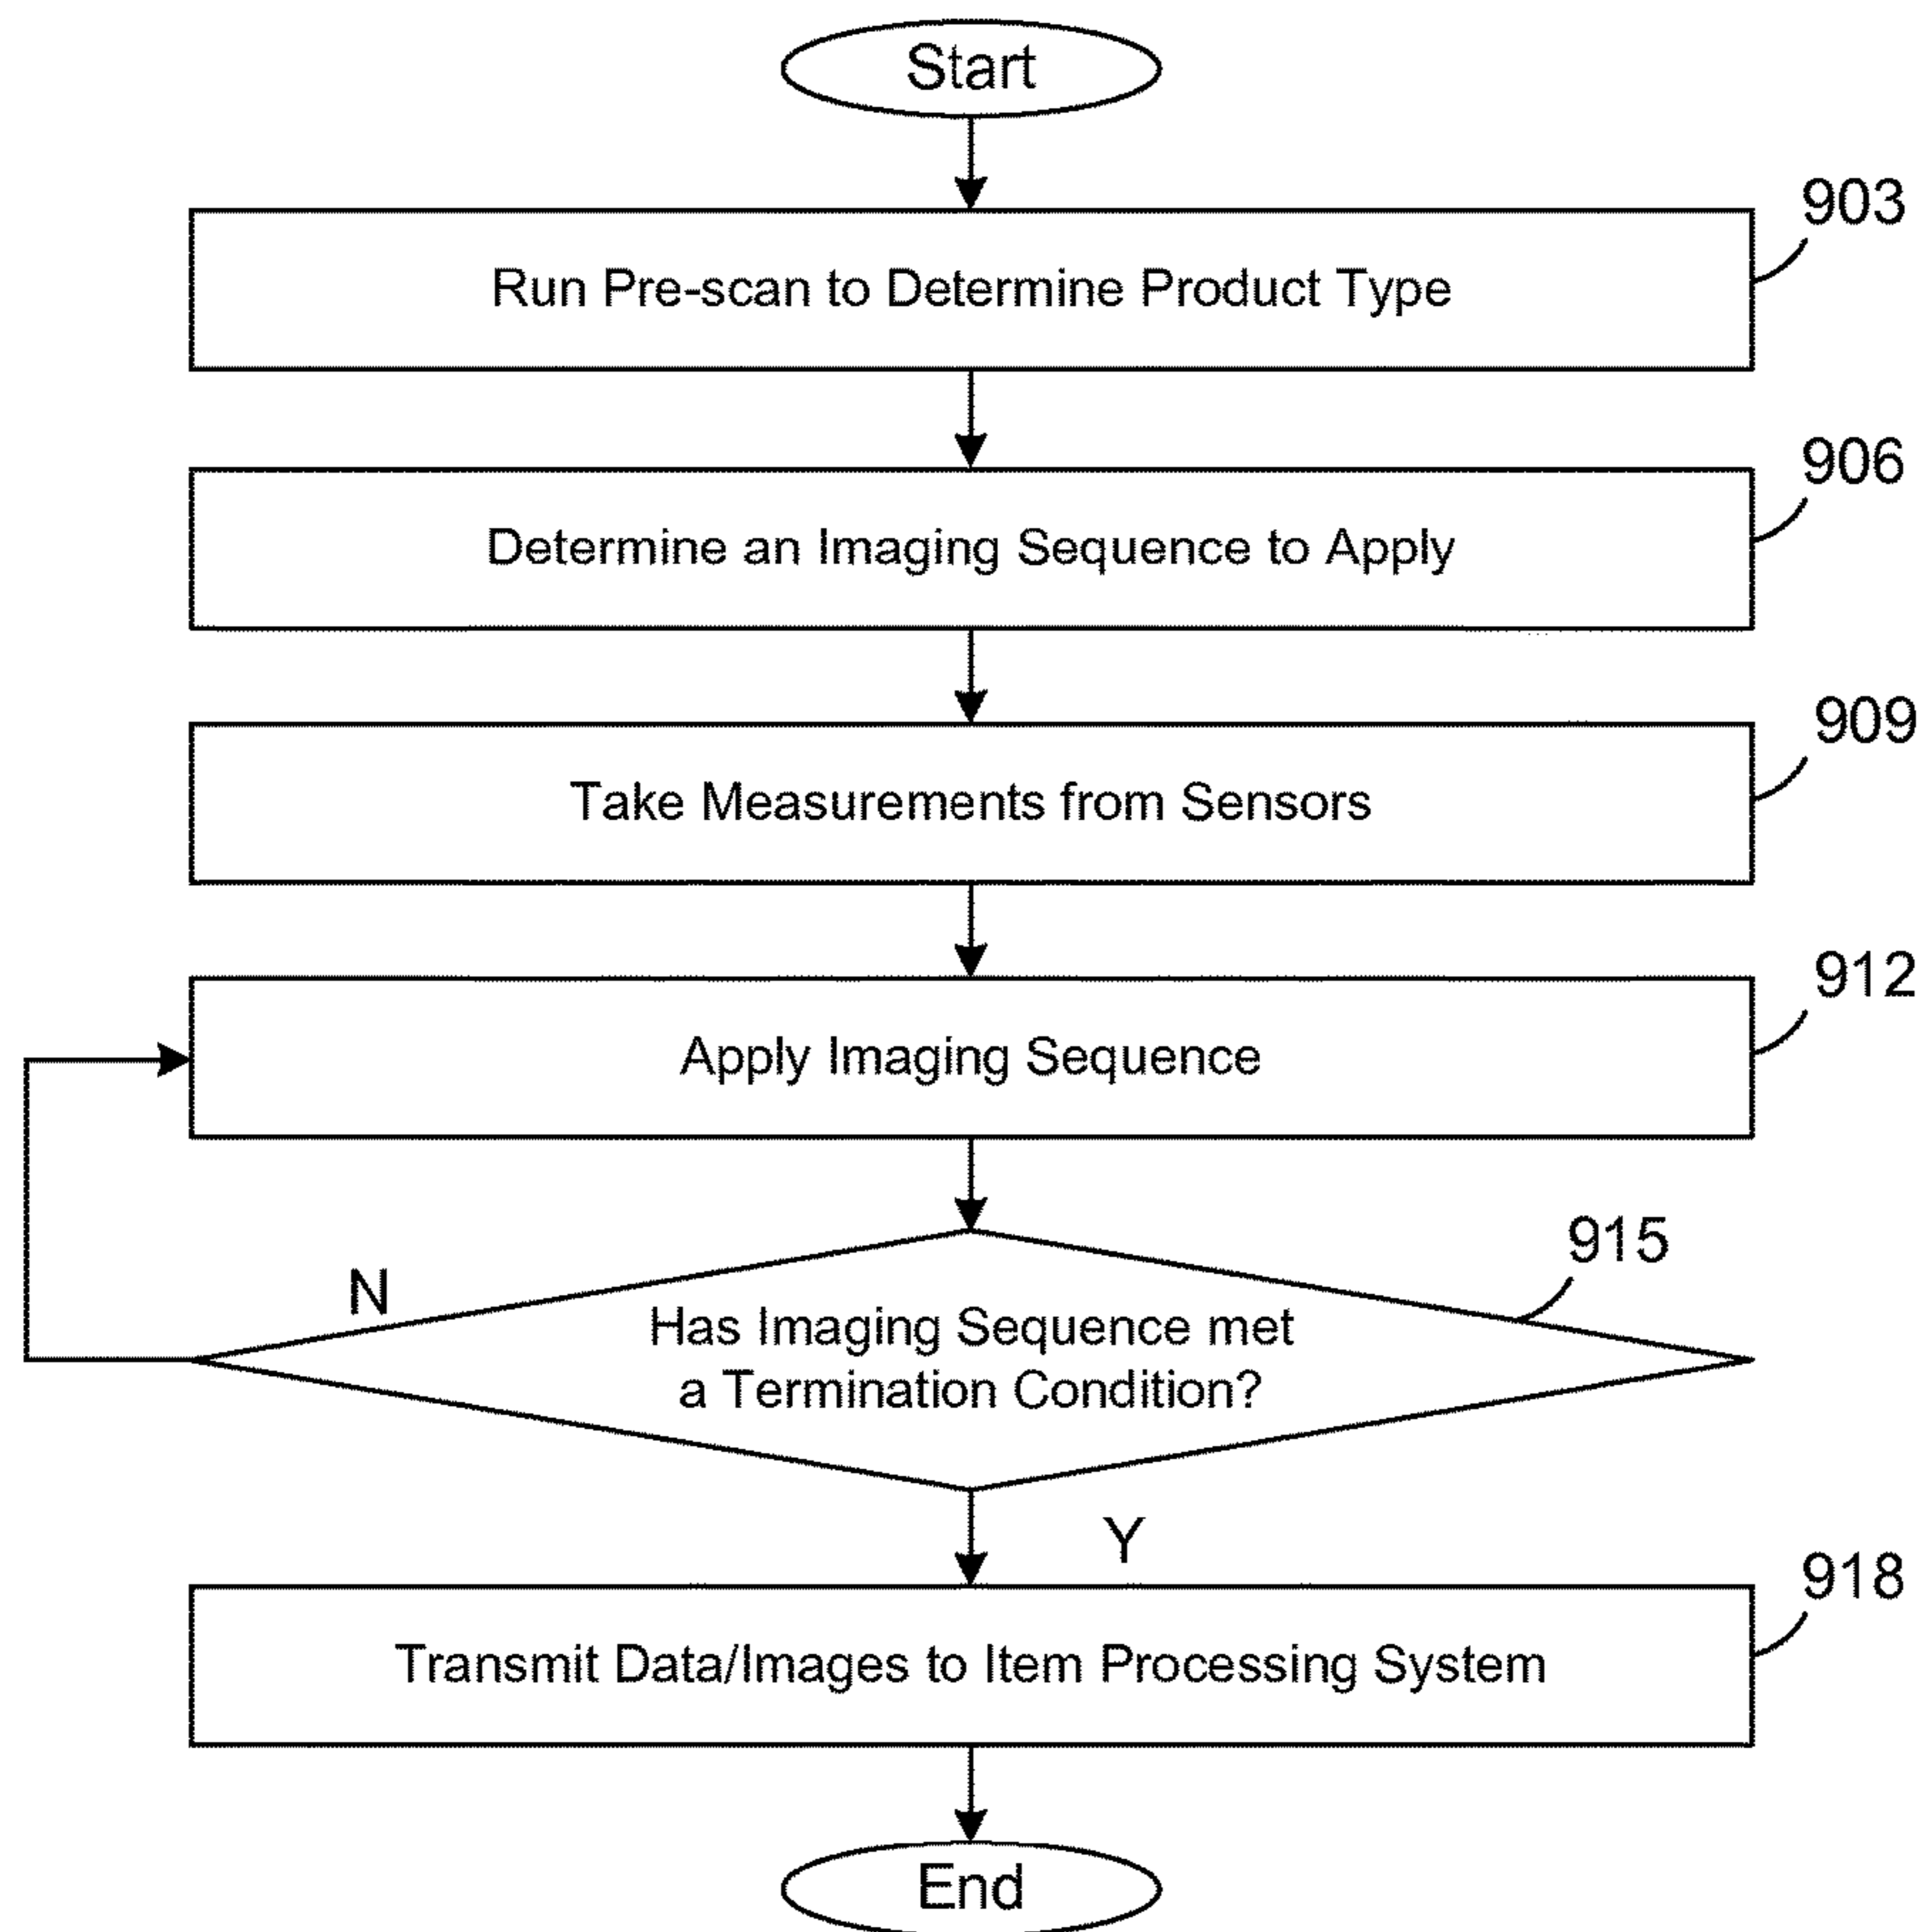 Start
903
Run Pre-scan to Determine Product Type
906
Determine an Imaging Sequence to Apply
909
Take Measurements from Sensors
912
Apply Imaging Sequence
915
N
Has Imaging Sequence met
a Termination Condition?
Y
918
Transmit Data/Images to Item Processing System
End